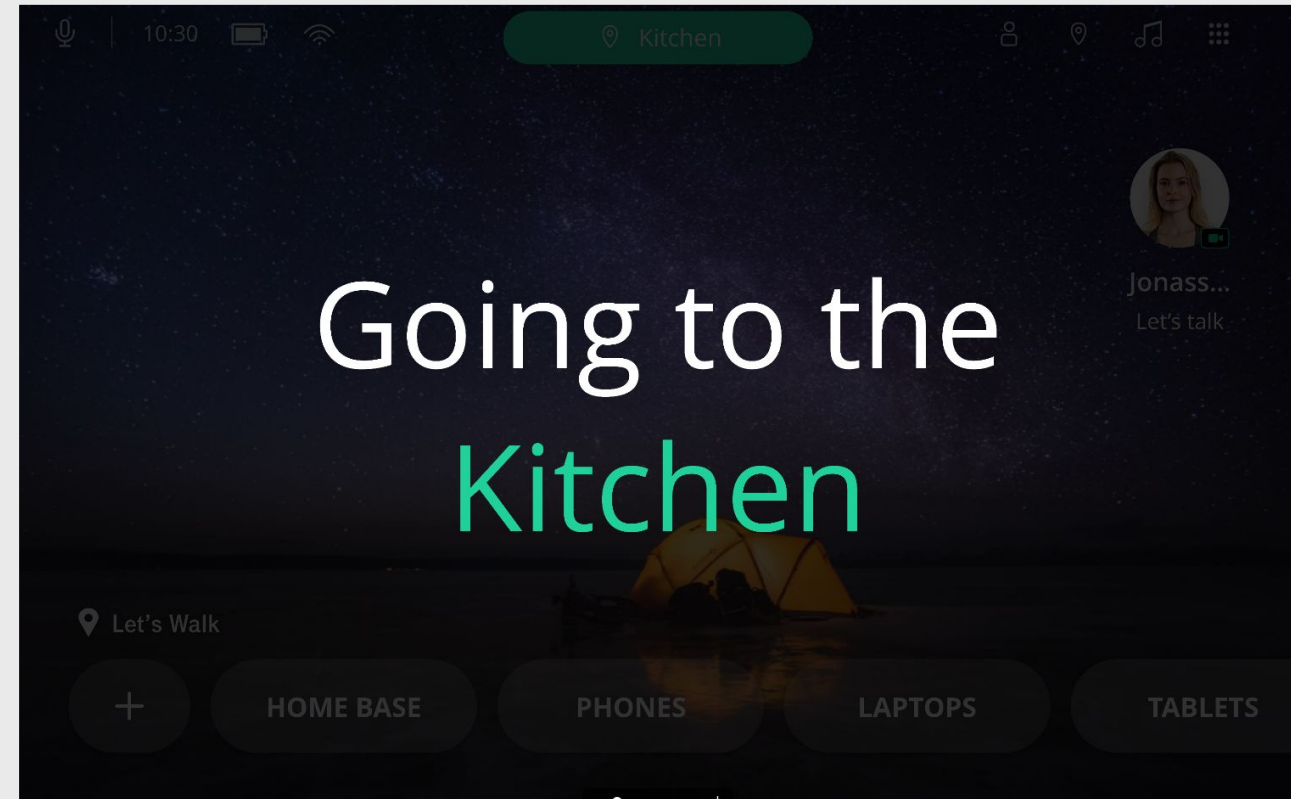 10:30
Kitchen
Jonass...
Let's talk
Going to the
Kitchen
Let's Walk
+
HOME BASE
PHONES
LAPTOPS
TABLETS